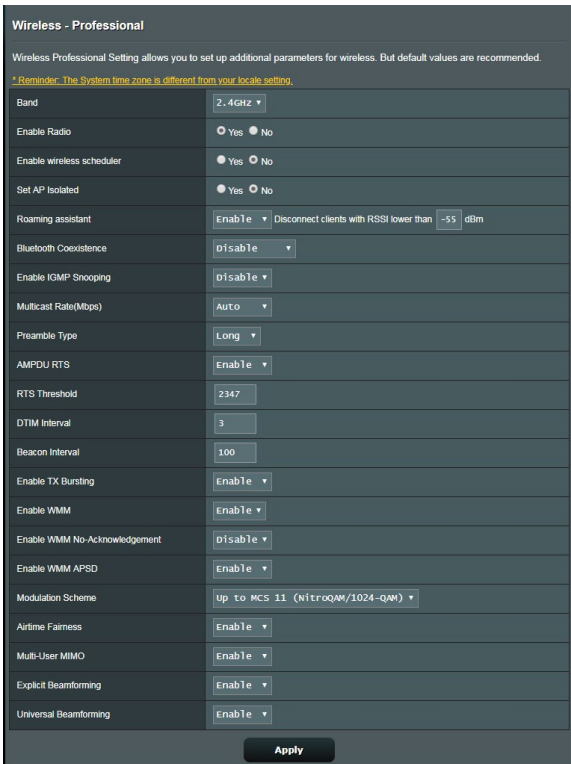 Wireless - Professional
Wireless Professional Setting allows you to set up additional parameters for wireless. But default values are recommended.
* Reminder: The System time zone is different from your locale setting.
Band 2.4GHz
Enable Radio Yes No
Enable wireless scheduler Yes No
Set AP Isolated Yes No
Roaming assistant Enable Disconnect clients with RSSI lower than -55 dBm
Bluetooth Coexistence Disable
Enable IGMP Snooping Disable
Multicast Rate(Mbps) Auto
Preamble Type Long
AMPDU RTS Enable
RTS Threshold 2347
DTIM Interval 3
Beacon Interval 100
Enable TX Bursting Enable
Enable WMM Enable
Enable WMM No-Acknowledgement Disable
Enable WMM APSD Enable
Modulation Scheme Up to MCS 11 (NitroQAM/1024-QAM)
Airtime Fairness Enable
Multi-User MIMO Enable
Explicit Beamforming Enable
Universal Beamforming Enable
Apply